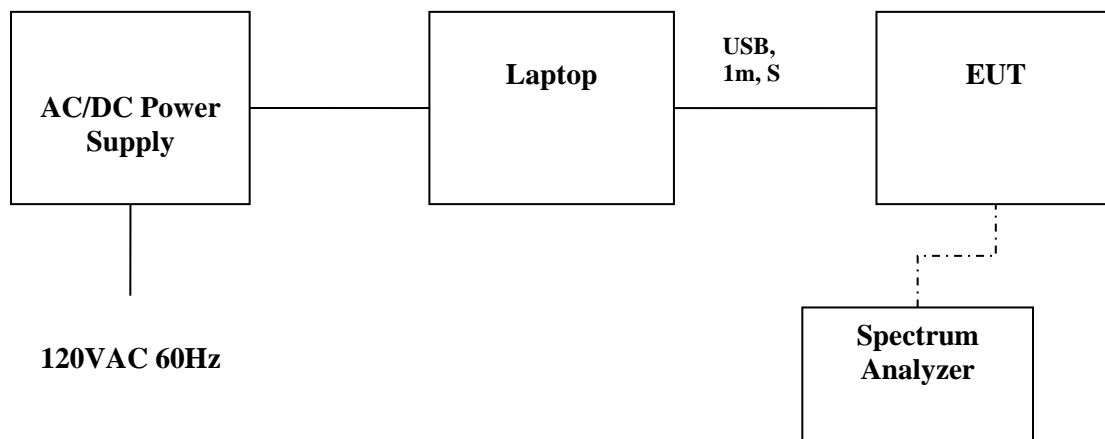 AC/DC Power
Supply
Laptop
USB,
1m, S
EUT
120VAC 60Hz
Spectrum
Analyzer